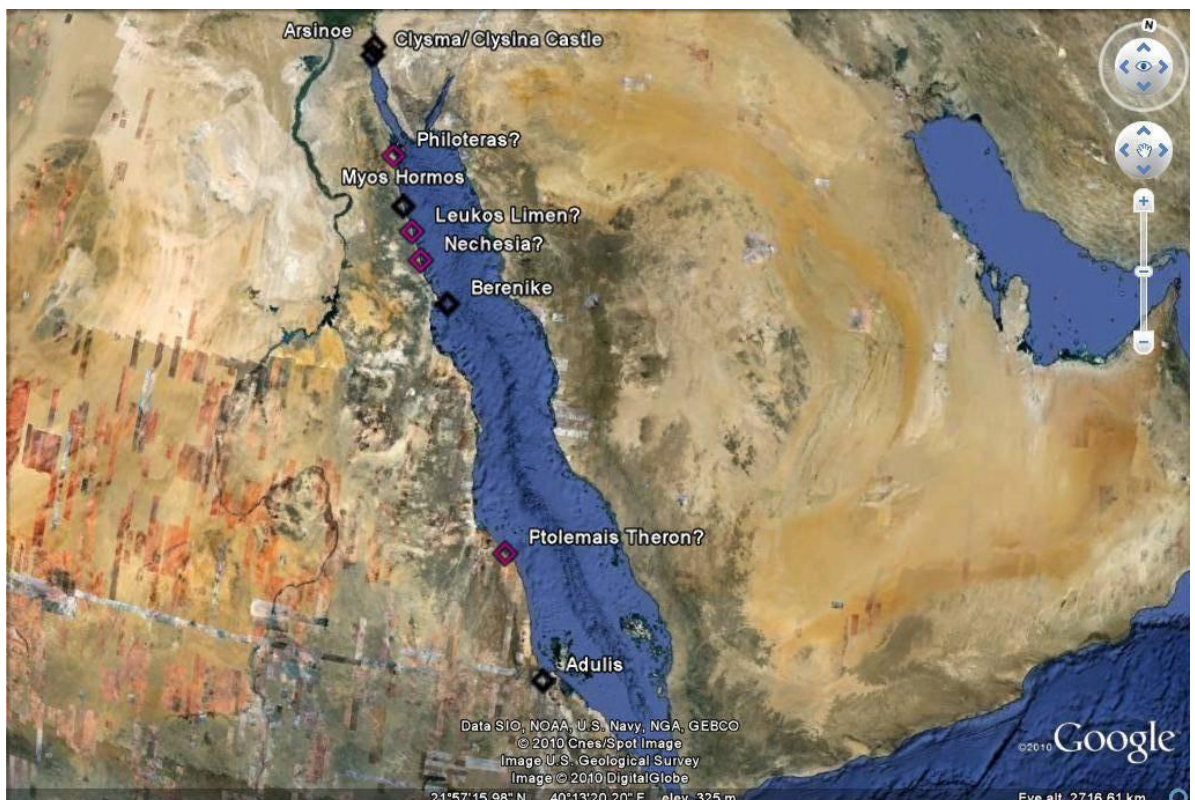 N
Arsinoe
Clysma/ Clysina Castle
Philoteras?
Myos Hormos
Leukos Limen?
Nechesia?
Berenike
Ptolemais Theron?
Adulis
Data SIO, NOAA, U.S. Navy, NGA, GEBCO
© 2010 Cnes/Spot Image
Image U.S. Geological Survey
Image © 2010 DigitalGlobe
©2010 Google
21°57'15.98" N 40°13'20.20" E elev 325 m
Eye alt 2716.61 km